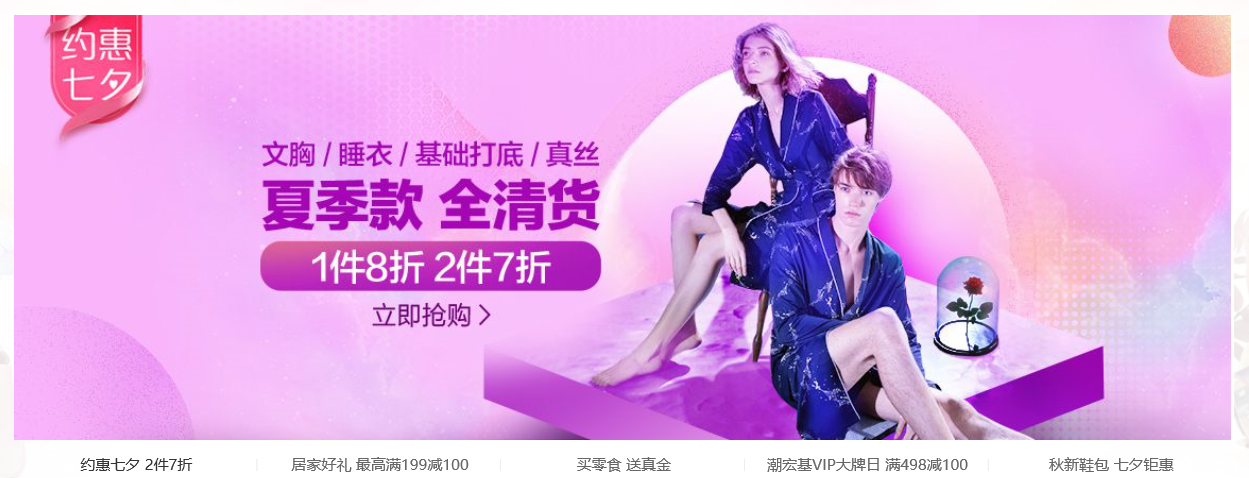 约惠
七夕
文胸 / 睡衣 / 基础打底 / 真丝
夏季款 全清货
1件8折 2件7折
立即抢购 >
约惠七夕 2件7折
居家好礼 最高满199减100
买零食 送真金
潮宏基VIP大牌日 满498减100
秋新鞋包 七夕钜惠